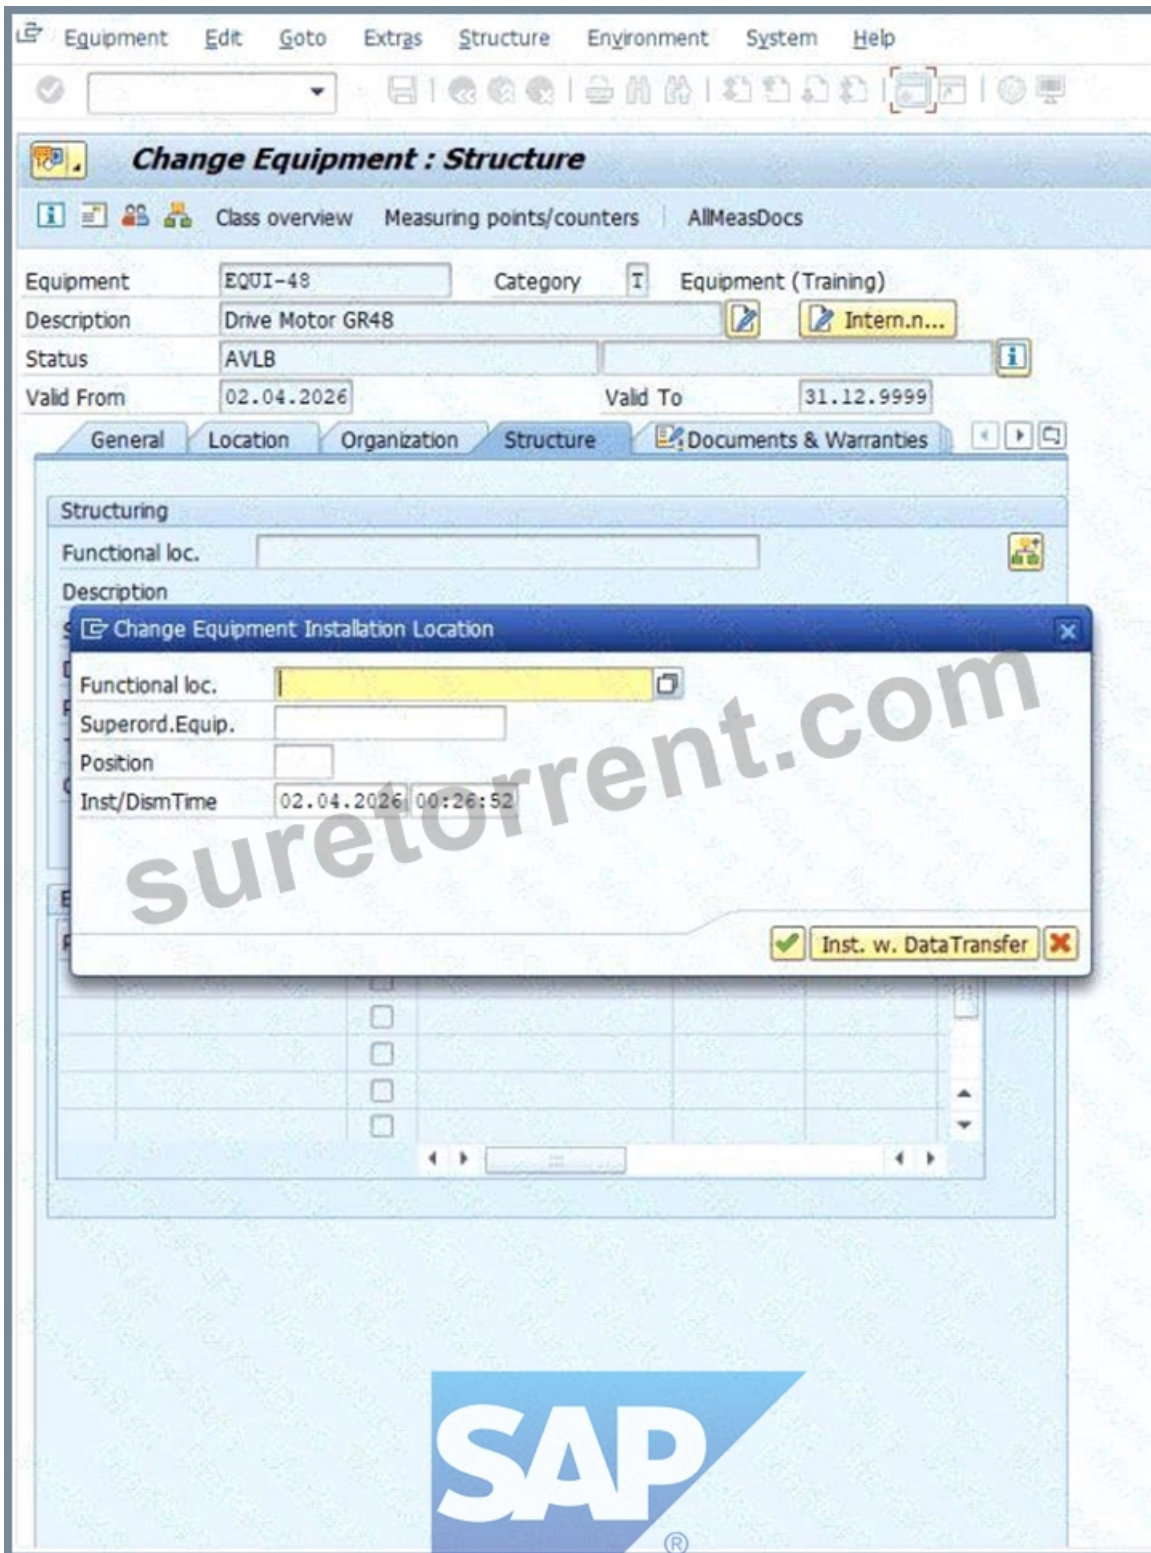 Equipment Edit Goto Extras Structure Environment System Help
Change Equipment : Structure
Class overview Measuring points/counters AllMeasDocs
Equipment EQUI-48 Category T Equipment (Training)
Description Drive Motor GR48 Intern.n...
Status AVLB
Valid From 02.04.2026 Valid To 31.12.9999
General Location Organization Structure Documents & Warranties
Structuring
Functional loc.
Description
Change Equipment Installation Location
Functional loc.
Superord.Equip.
Position
Inst/DismTime 02.04.2026 00:26:52
suretorrent.com
Inst. w. DataTransfer
SAP
®